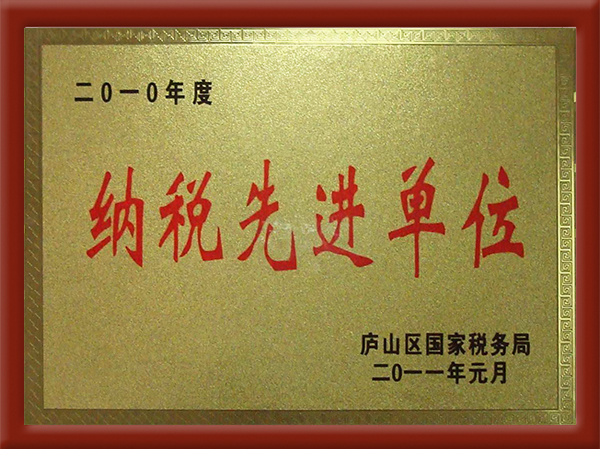 二0一0年度
纳税先进单位
庐山区国家税务局
二0一一年元月